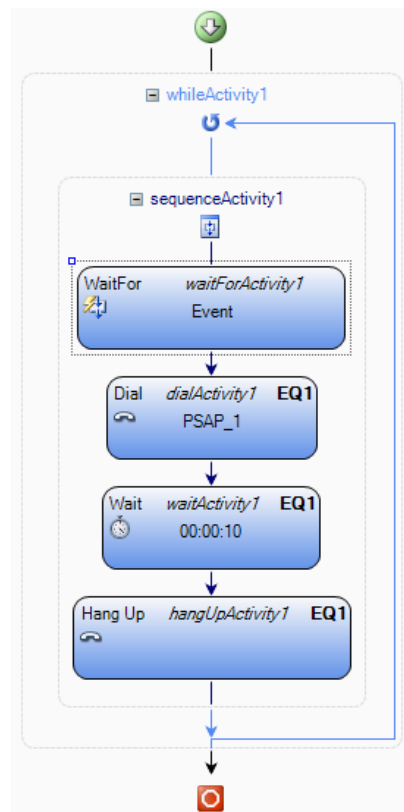 whileActivity1
sequenceActivity1
WaitFor waitForActivity1
Event
Dial dialActivity1 EQ1
PSAP_1
Wait waitActivity1 EQ1
00:00:10
Hang Up hangUpActivity1 EQ1